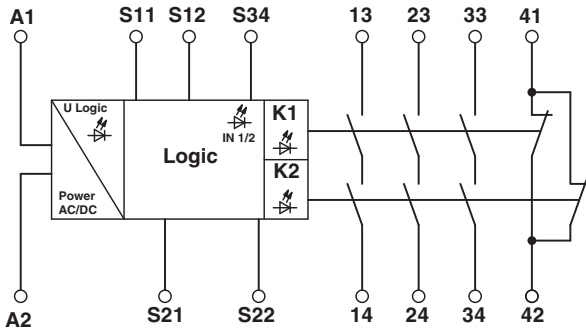 A1 S11 S12 S34 13 23 33 41
U Logic
K1
IN 1/2
Logic
K2
Power
AC/DC
A2 S21 S22 14 24 34 42